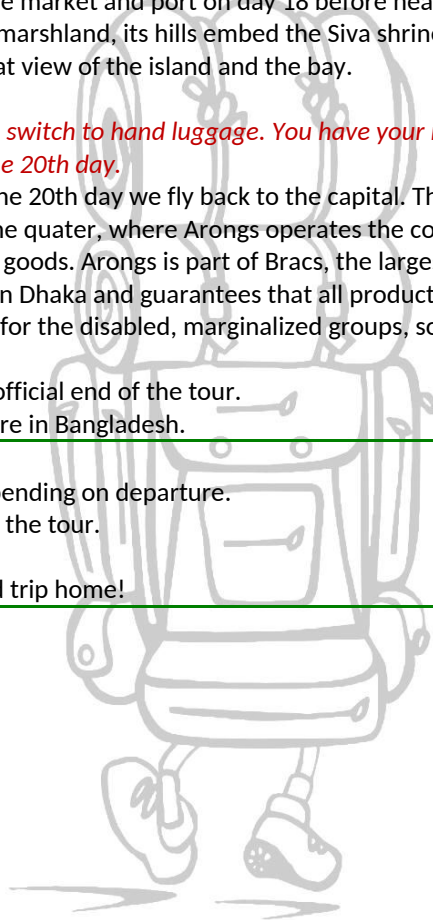 e market and port on day 18 before hea
marshland, its hills embed the Siva shrin
at view of the island and the bay.
switch to hand luggage. You have your
e 20th day.
he 20th day we fly back to the capital. Th
ne quater, where Arongs operates the co
goods. Arongs is part of Bracs, the large
n Dhaka and guarantees that all product
for the disabled, marginalized groups, so
official end of the tour.
re in Bangladesh.
pending on departure.
the tour.
d trip home!